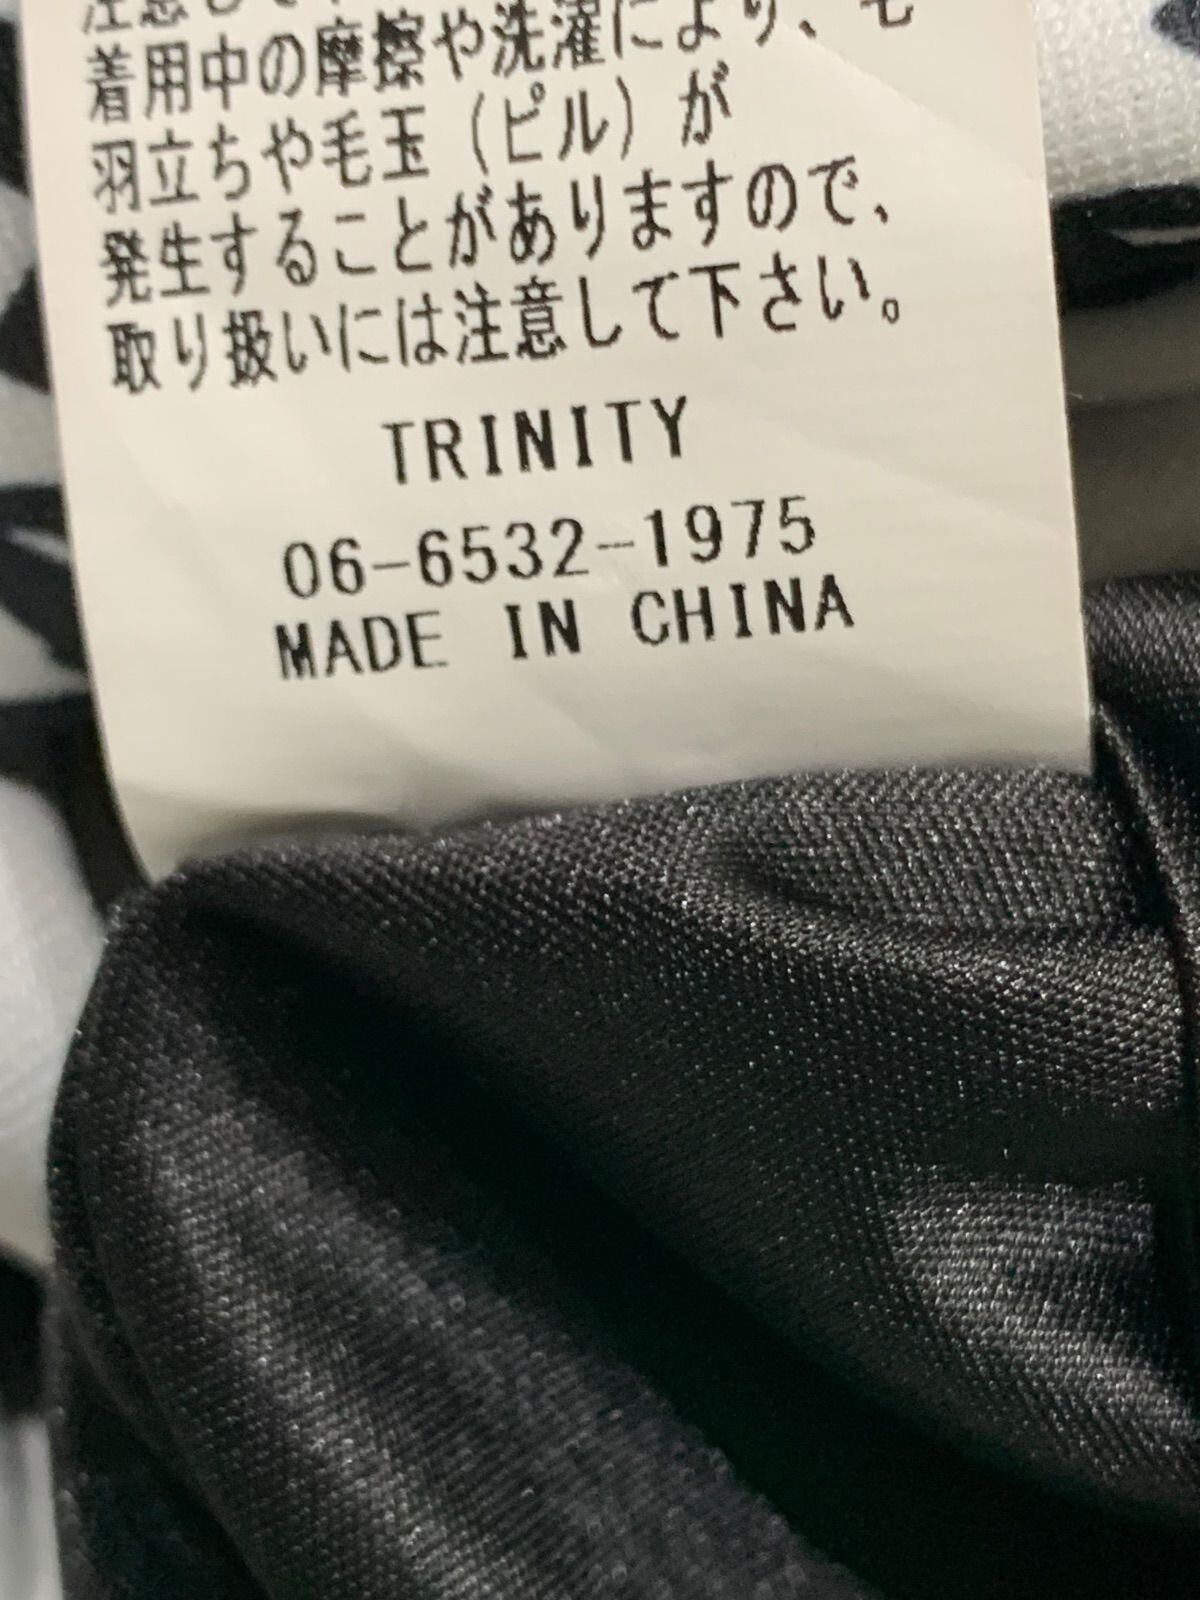 着用中の摩擦や洗濯により、毛
羽立ちや毛玉（ピル）が
発生することがありますので、
取り扱いには注意して下さい。
TRINITY
06-6532-1975
MADE IN CHINA